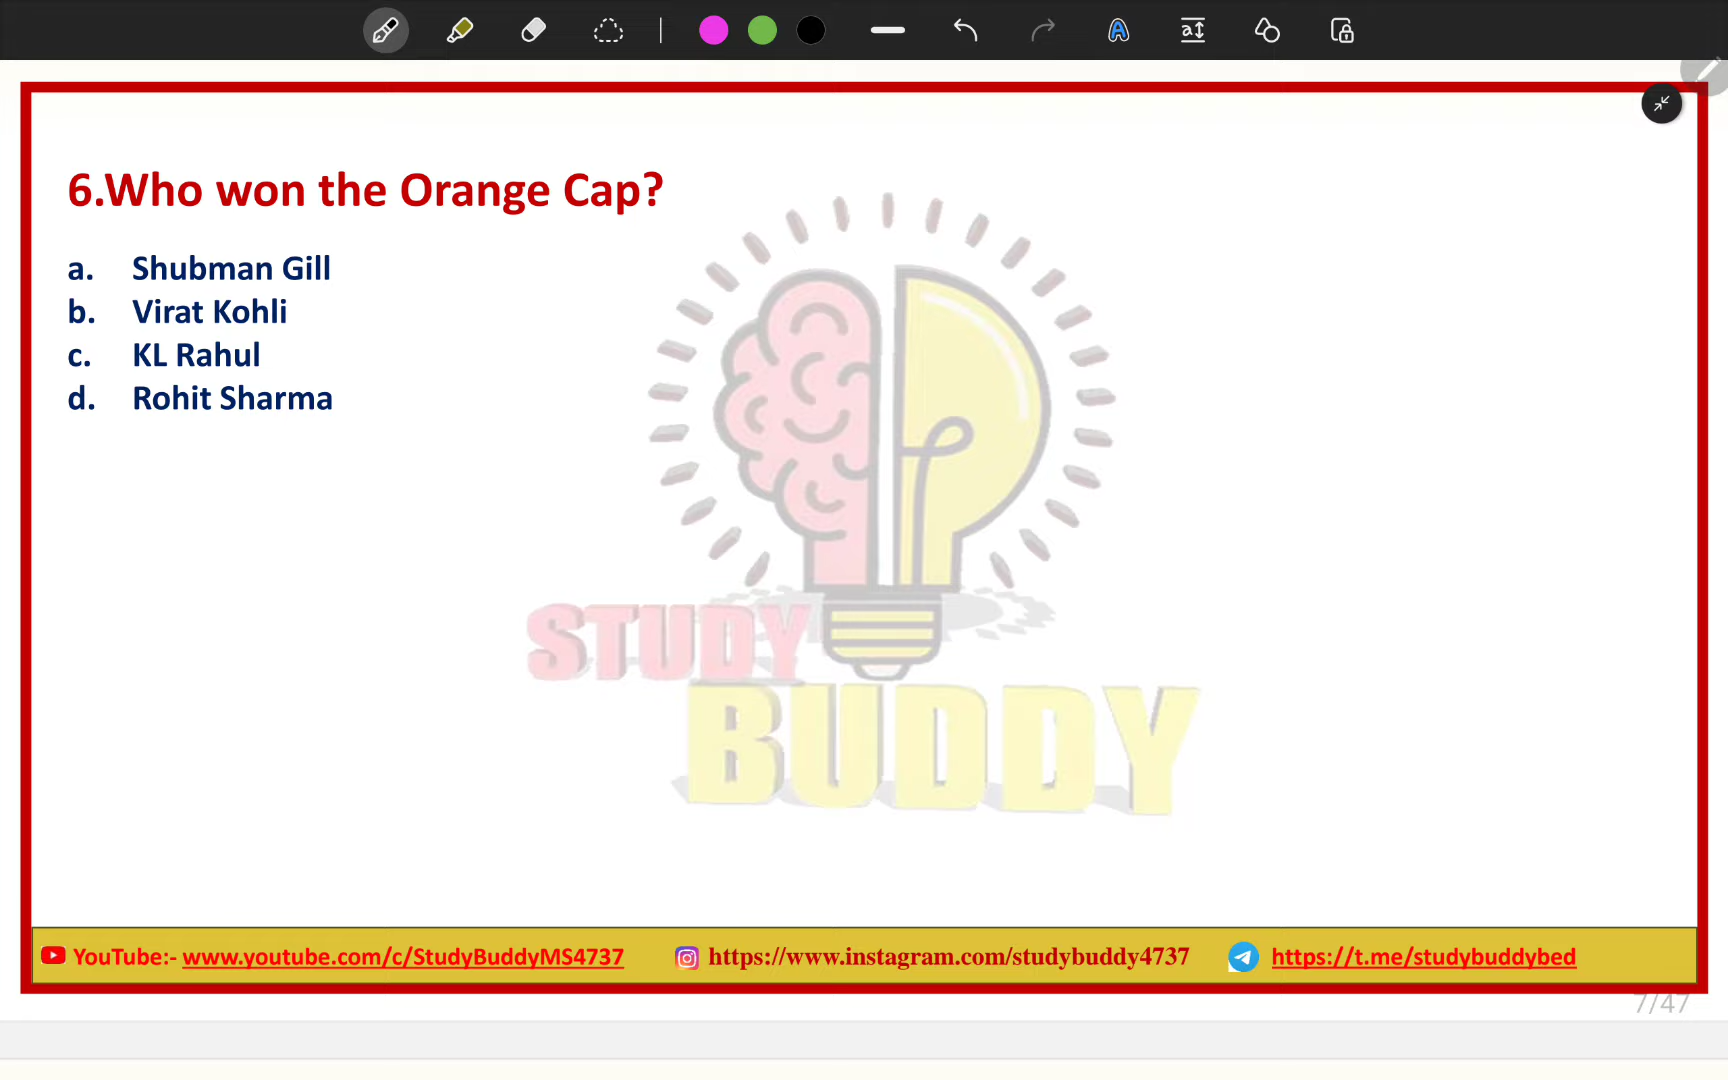 6.Who won the Orange Cap?
a. Shubman Gill
b. Virat Kohli
c. KL Rahul
d. Rohit Sharma
STUDY
BUDDY
YouTube:- www.youtube.com/c/StudyBuddyMS4737 https://www.instagram.com/studybuddy4737 https://t.me/studybuddybed
7/47